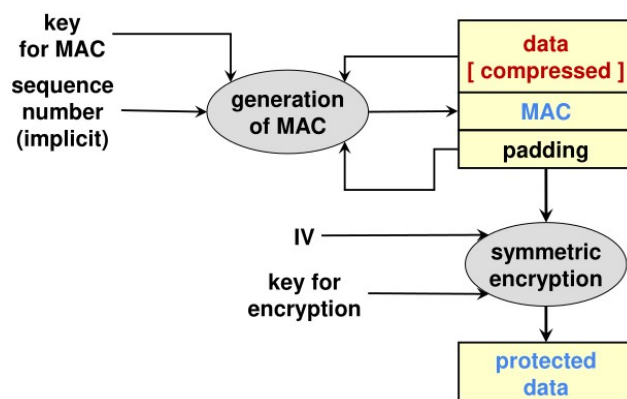 key
for MAC
data
[ compressed ]
sequence
number
(implicit)
generation
of MAC
MAC
padding
IV
symmetric
encryption
key for
encryption
protected
data